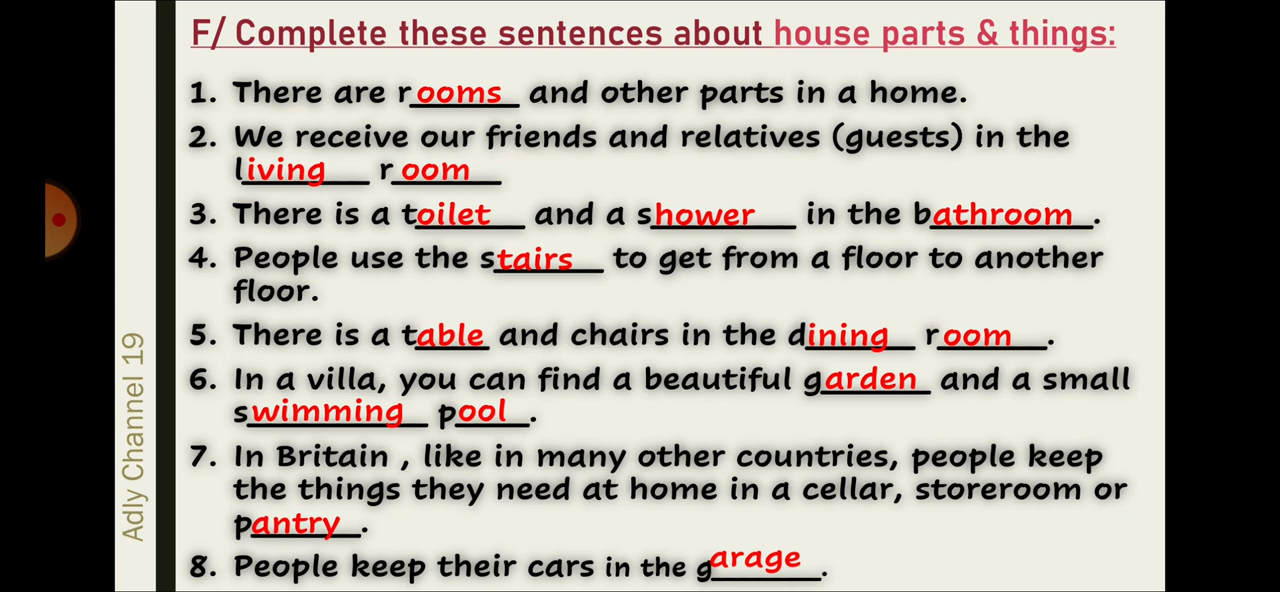 F/ Complete these sentences about house parts & things:
1. There are rooms and other parts in a home.
2. We receive our friends and relatives (guests) in the
living room
3. There is a toilet and a shower in the bathroom.
4. People use the stairs to get from a floor to another
floor.
5. There is a table and chairs in the dining room.
6. In a villa, you can find a beautiful garden and a small
swimming pool.
7. In Britain , like in many other countries, people keep
the things they need at home in a cellar, storeroom or
pantry.
8. People keep their cars in the garage.
Adly Channel 19